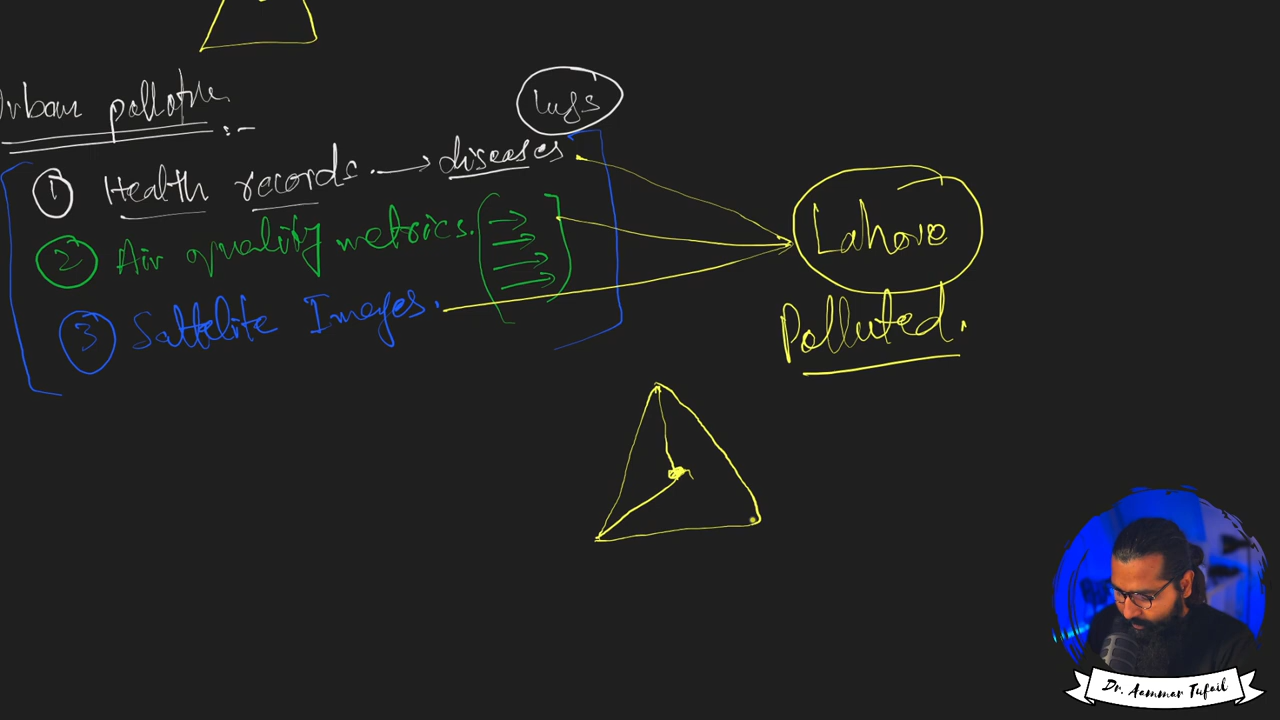 Urban pollution :-
lungs
① Health records. → diseases
② Air quality metrics.
③ Sattelite Images.
Lahore
Polluted.
Dr. Aammar Tufail